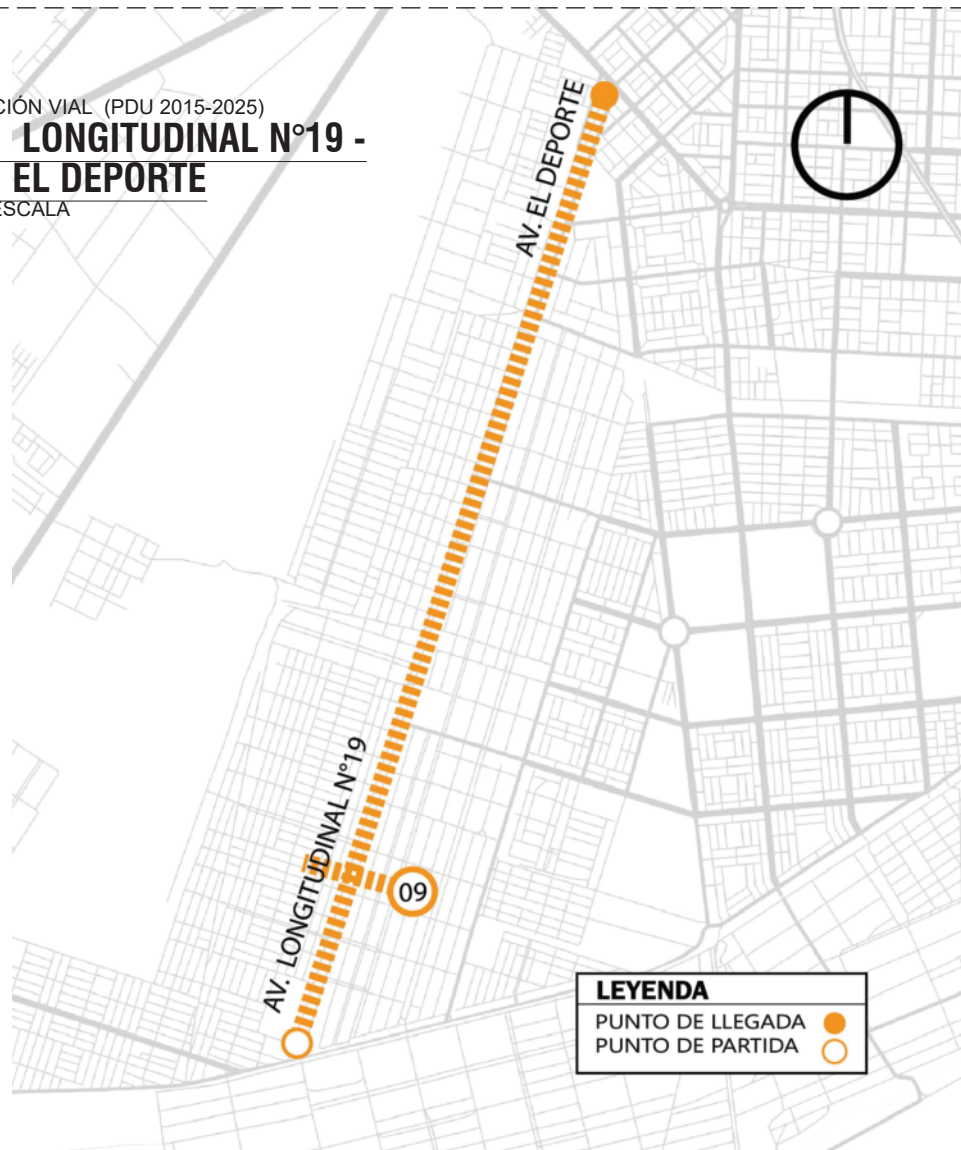 CIÓN VIAL (PDU 2015-2025)
LONGITUDINAL N°19 -
EL DEPORTE
ESCALA
AV. EL DEPORTE
AV. LONGITUDINAL N°19
09
LEYENDA
PUNTO DE LLEGADA
PUNTO DE PARTIDA